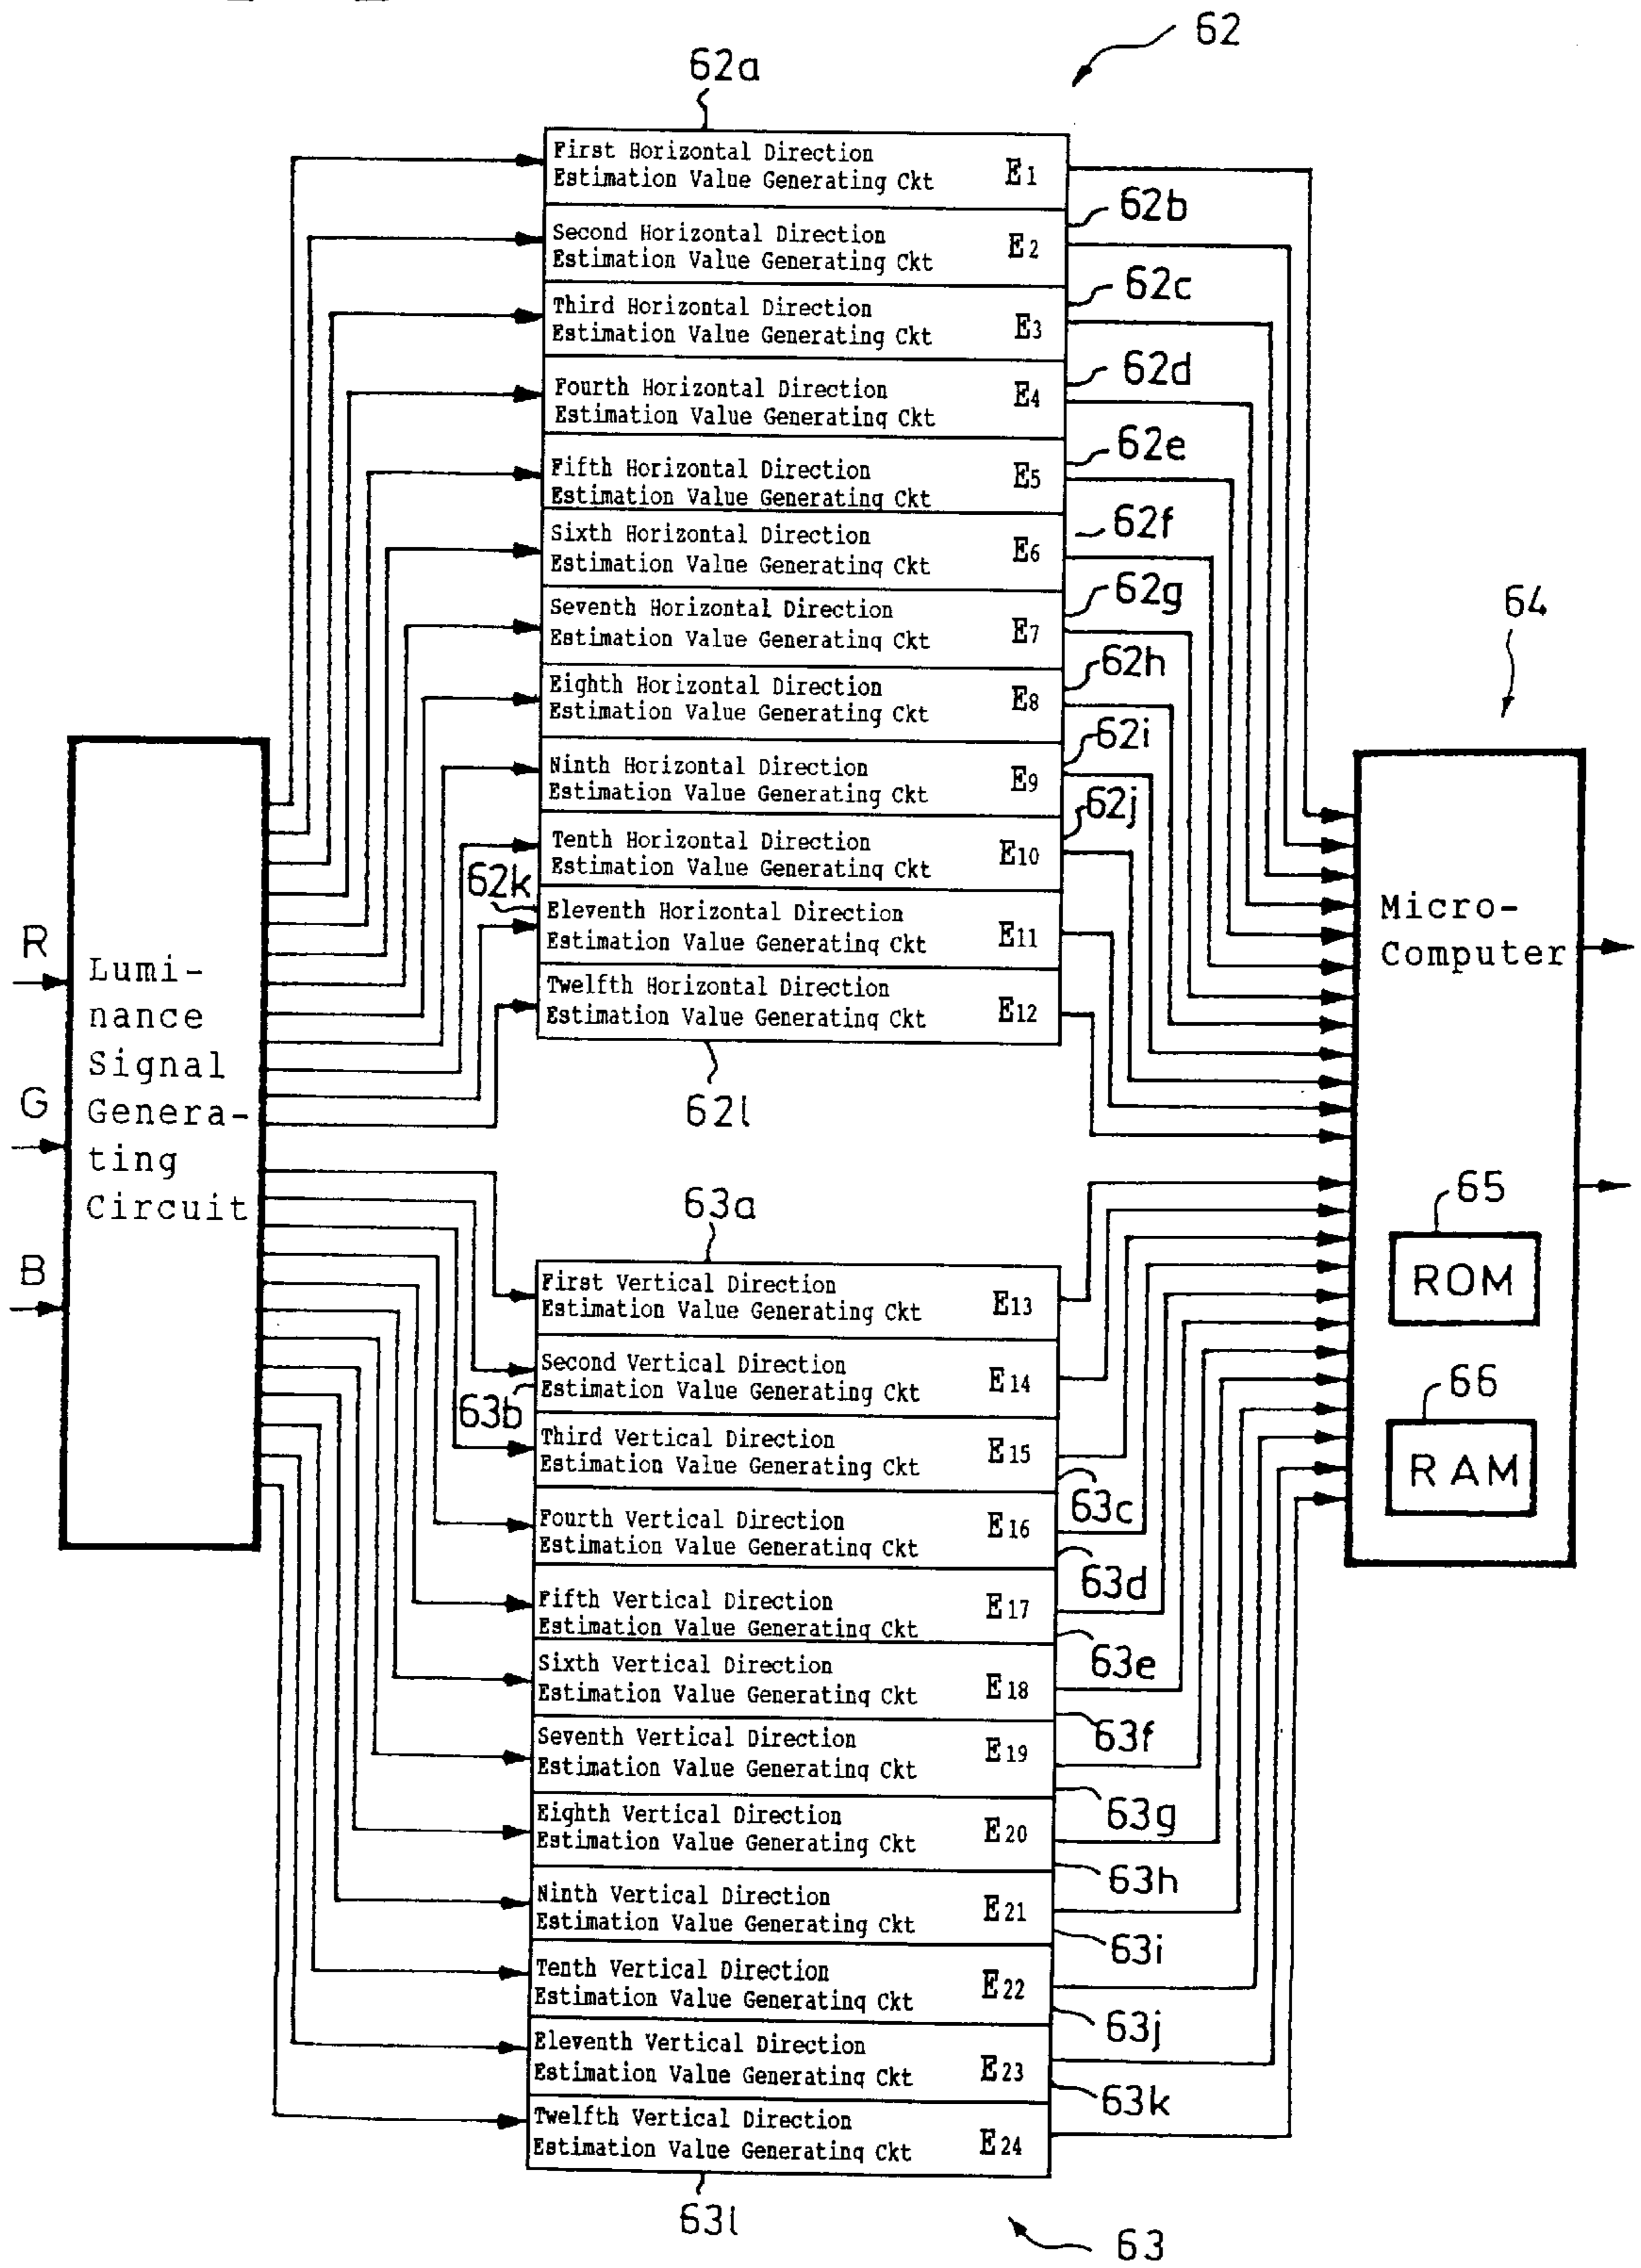 62
62a
First Horizontal Direction
Estimation Value Generating Ckt
E1
62b
Second Horizontal Direction
Estimation Value Generating Ckt
E2
62c
Third Horizontal Direction
Estimation Value Generating Ckt
E3
62d
Fourth Horizontal Direction
Estimation Value Generating Ckt
E4
62e
Fifth Horizontal Direction
Estimation Value Generating Ckt
E5
62f
Sixth Horizontal Direction
Estimation Value Generating Ckt
E6
62g
Seventh Horizontal Direction
Estimation Value Generating Ckt
E7
62h
Eighth Horizontal Direction
Estimation Value Generating Ckt
E8
62i
Ninth Horizontal Direction
Estimation Value Generating Ckt
E9
62j
Tenth Horizontal Direction
Estimation Value Generating Ckt
E10
62k
Eleventh Horizontal Direction
Estimation Value Generating Ckt
E11
Twelfth Horizontal Direction
Estimation Value Generating Ckt
E12
62l
R
G
B
Lumi-
nance
Signal
Genera-
ting
Circuit
64
Micro-
Computer
65
ROM
66
RAM
63a
First Vertical Direction
Estimation Value Generating Ckt
E13
Second Vertical Direction
Estimation Value Generating Ckt
E14
63b
Third Vertical Direction
Estimation Value Generating Ckt
E15
63c
Fourth Vertical Direction
Estimation Value Generating Ckt
E16
63d
Fifth Vertical Direction
Estimation Value Generating Ckt
E17
63e
Sixth Vertical Direction
Estimation Value Generating Ckt
E18
63f
Seventh Vertical Direction
Estimation Value Generating Ckt
E19
63g
Eighth Vertical Direction
Estimation Value Generating Ckt
E20
63h
Ninth Vertical Direction
Estimation Value Generating Ckt
E21
63i
Tenth Vertical Direction
Estimation Value Generating Ckt
E22
63j
Eleventh Vertical Direction
Estimation Value Generating Ckt
E23
63k
Twelfth Vertical Direction
Estimation Value Generating Ckt
E24
63l
63